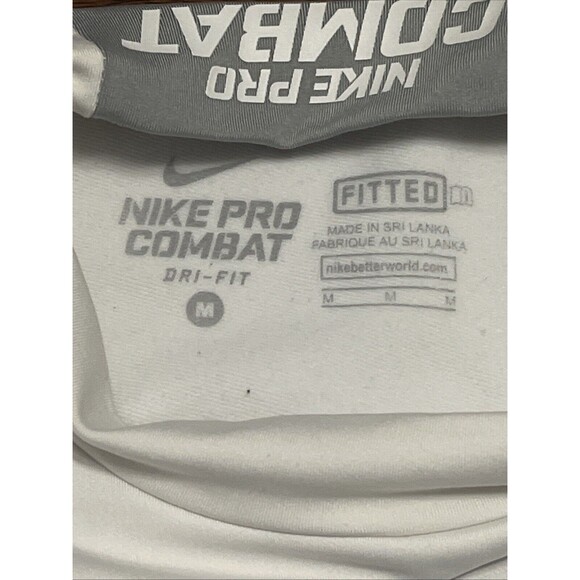 NIKE PRO
COMBAT
NIKE PRO
COMBAT
DRI-FIT
M
FITTED
MADE IN SRI LANKA
FABRIQUE AU SRI LANKA
nikebetterworld.com
M M M